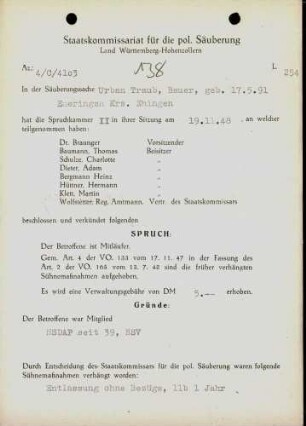 Staatskommissariat für die pol. Säuberung
Land Württemberg-Hohenzollern
Az.: 4/O/4103
138
L 254
In der Säuberungssache Urban Traub, Bauer, geb. 17.5.91
Ehingen
hat die Spruchkammer II in ihrer Sitzung am 19.11.48, an welcher
teilgenommen haben:
Dr. Braunger Vorsitzender
Baumann, Thomas Beisitzer
Schulte, Charlotte „
Dieter, Adam „
Bergmann Heinz „
Hüttner, Hermann „
Klett, Martin „
Wolfsteiner, Reg. Amtmann, Vertr. des Staatskommissars
beschlossen und verkündet folgenden
SPRUCH:
Der Betroffene ist Mitläufer.
Gem. Art. 4 der VO. 133 vom 17. 11. 47 in der Fassung des
Art. 2 der VO. 165 vom 13. 7. 48 sind die früher verhängten
Sühnemaßnahmen aufgehoben.
Es wird eine Verwaltungsgebühr von DM 5.-- erhoben.
Gründe:
Der Betroffene war Mitglied
NSDAP seit 39, NSV
Durch Entscheidung des Staatskommissars für die pol. Säuberung waren folgende
Sühnemaßnahmen verhängt worden:
Entlassung ohne Bezüge, 11b 1 Jahr